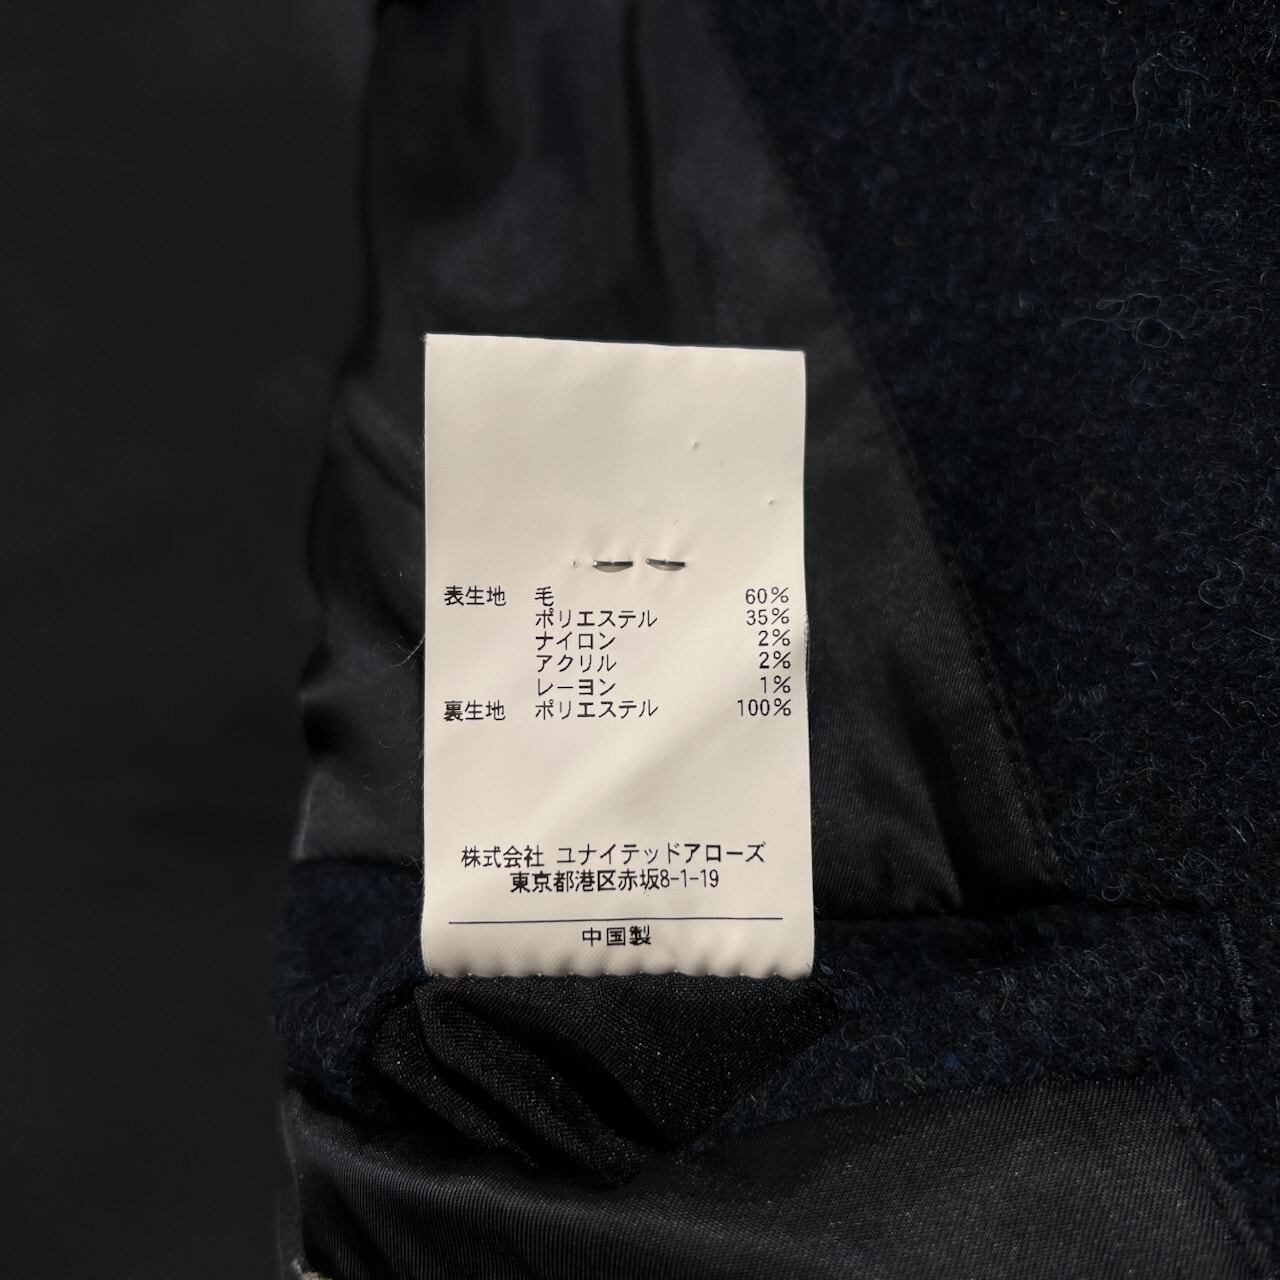 表生地 毛 60%
ポリエステル 35%
ナイロン 2%
アクリル 2%
レーヨン 1%
裏生地 ポリエステル 100%
株式会社 ユナイテッドアローズ
東京都港区赤坂8-1-19
中国製